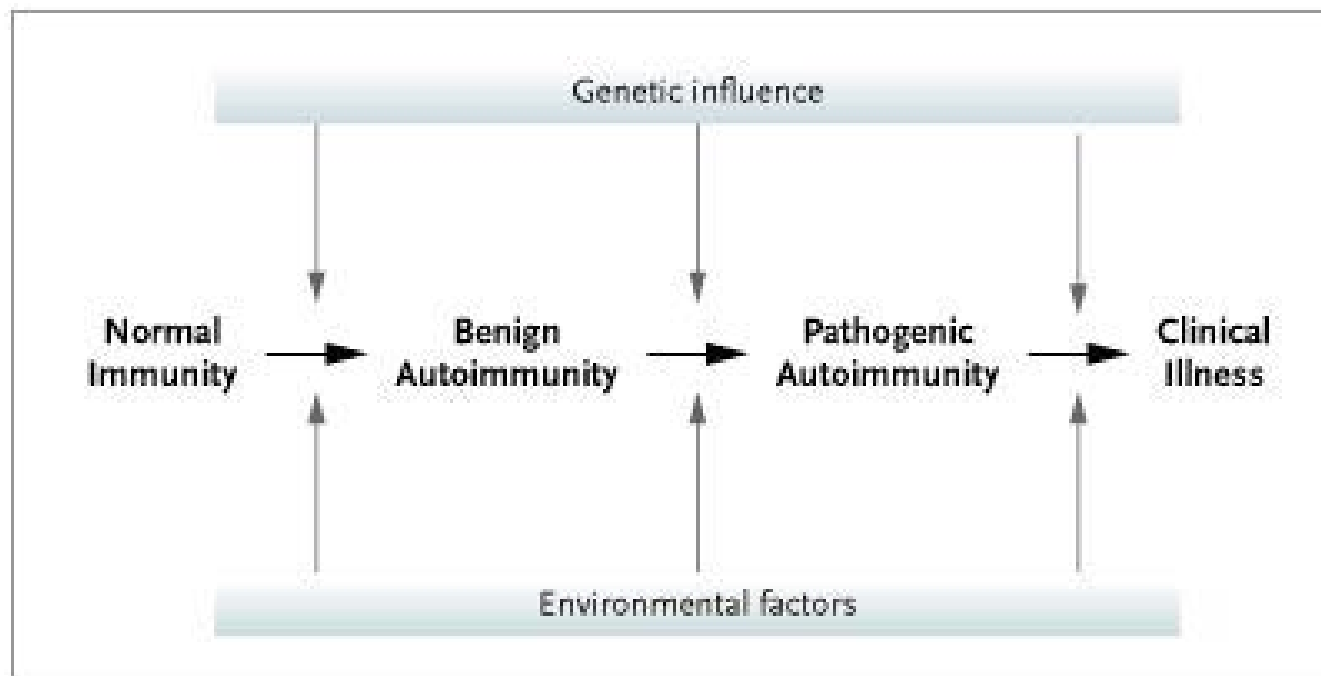 Genetic influence
Normal
Immunity
Benign
Autoimmunity
Pathogenic
Autoimmunity
Clinical
Illness
Environmental factors